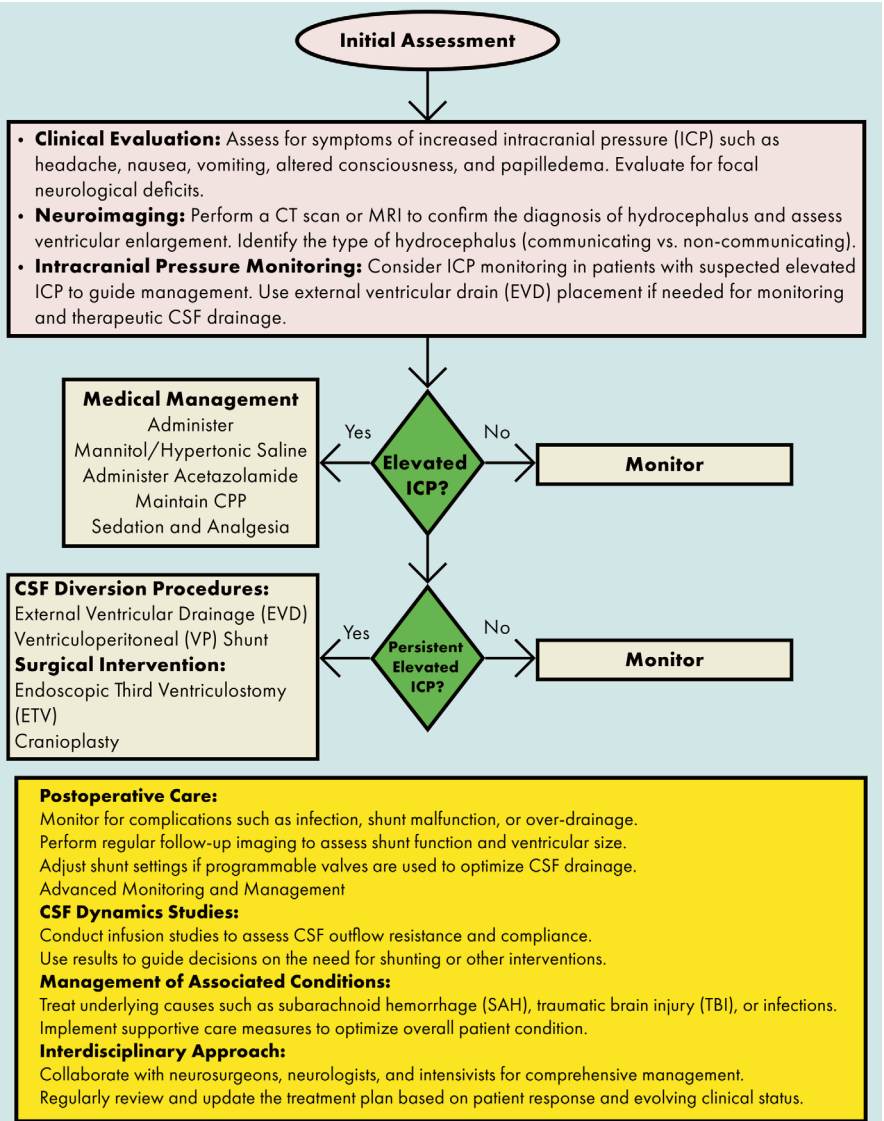 Initial Assessment
• Clinical Evaluation: Assess for symptoms of increased intracranial pressure (ICP) such as
headache, nausea, vomiting, altered consciousness, and papilledema. Evaluate for focal
neurological deficits.
• Neuroimaging: Perform a CT scan or MRI to confirm the diagnosis of hydrocephalus and assess
ventricular enlargement. Identify the type of hydrocephalus (communicating vs. non-communicating).
• Intracranial Pressure Monitoring: Consider ICP monitoring in patients with suspected elevated
ICP to guide management. Use external ventricular drain (EVD) placement if needed for monitoring
and therapeutic CSF drainage.
Medical Management
Administer
Mannitol/Hypertonic Saline
Administer Acetazolamide
Maintain CPP
Sedation and Analgesia
Yes
Elevated
ICP?
No
Monitor
CSF Diversion Procedures:
External Ventricular Drainage (EVD)
Ventriculoperitoneal (VP) Shunt
Surgical Intervention:
Endoscopic Third Ventriculostomy
(ETV)
Cranioplasty
Yes
Persistent
Elevated
ICP?
No
Monitor
Postoperative Care:
Monitor for complications such as infection, shunt malfunction, or over-drainage.
Perform regular follow-up imaging to assess shunt function and ventricular size.
Adjust shunt settings if programmable valves are used to optimize CSF drainage.
Advanced Monitoring and Management
CSF Dynamics Studies:
Conduct infusion studies to assess CSF outflow resistance and compliance.
Use results to guide decisions on the need for shunting or other interventions.
Management of Associated Conditions:
Treat underlying causes such as subarachnoid hemorrhage (SAH), traumatic brain injury (TBI), or infections.
Implement supportive care measures to optimize overall patient condition.
Interdisciplinary Approach:
Collaborate with neurosurgeons, neurologists, and intensivists for comprehensive management.
Regularly review and update the treatment plan based on patient response and evolving clinical status.